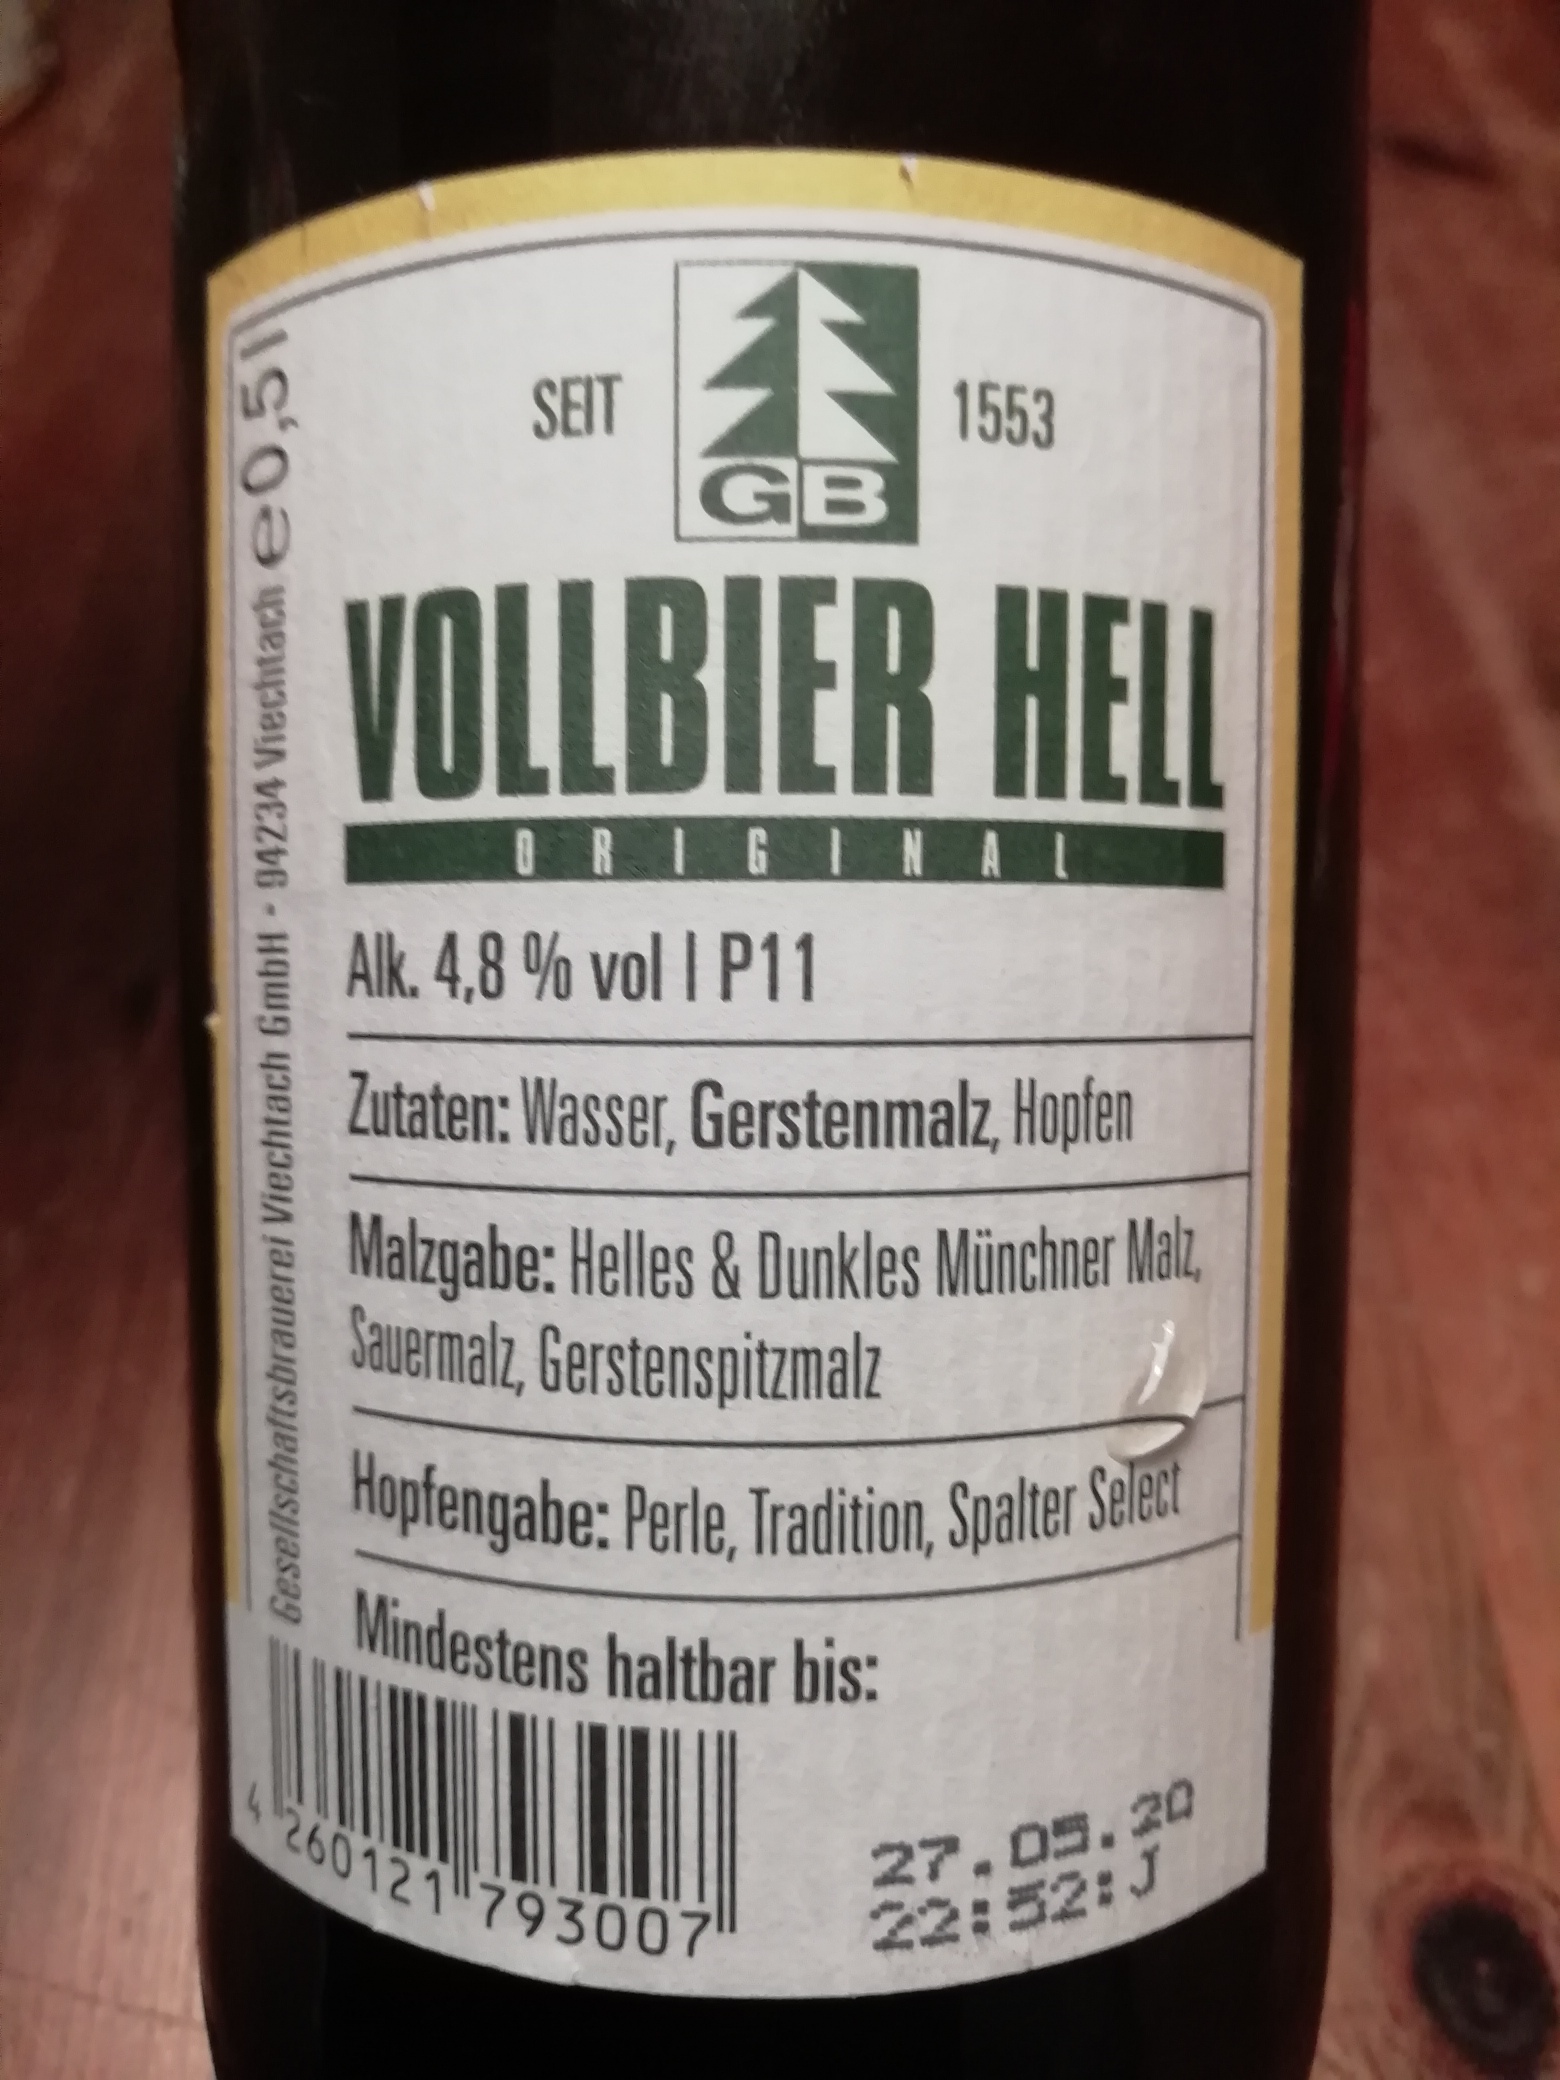 SEIT
1553
GB
VOLLBIER HELL
ORIGINAL
Alk. 4,8 % vol | P11
Zutaten: Wasser, Gerstenmalz, Hopfen
Malzgabe: Helles & Dunkles Münchner Malz,
Sauermalz, Gerstenspitzmalz
Hopfengabe: Perle, Tradition, Spalter Select
Mindestens haltbar bis:
27.09.20
22:52:J
4 260121 793007
Gesellschaftsbrauerei Viechtach GmbH - 94234 Viechtach e0,5 l